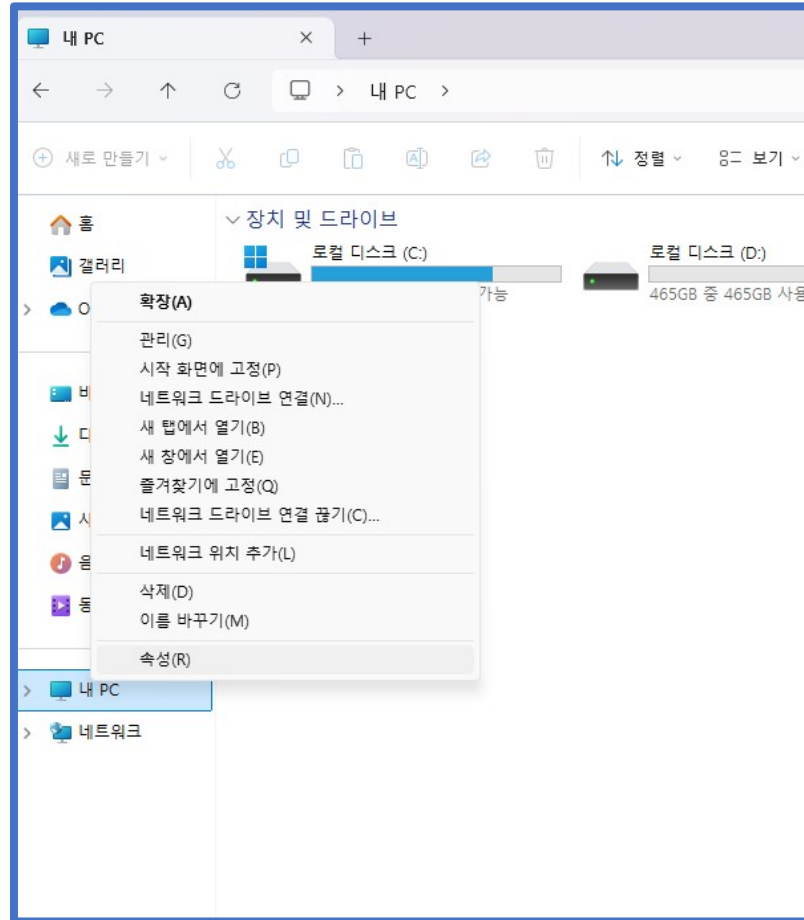 내 PC
내 PC
새로 만들기
정렬
보기
홈
갤러리
장치 및 드라이브
로컬 디스크 (C:)
가능
로컬 디스크 (D:)
465GB 중 465GB 사용
확장(A)
관리(G)
시작 화면에 고정(P)
네트워크 드라이브 연결(N)...
새 탭에서 열기(B)
새 창에서 열기(E)
즐겨찾기에 고정(Q)
네트워크 드라이브 연결 끊기(C)...
네트워크 위치 추가(L)
삭제(D)
이름 바꾸기(M)
속성(R)
내 PC
네트워크